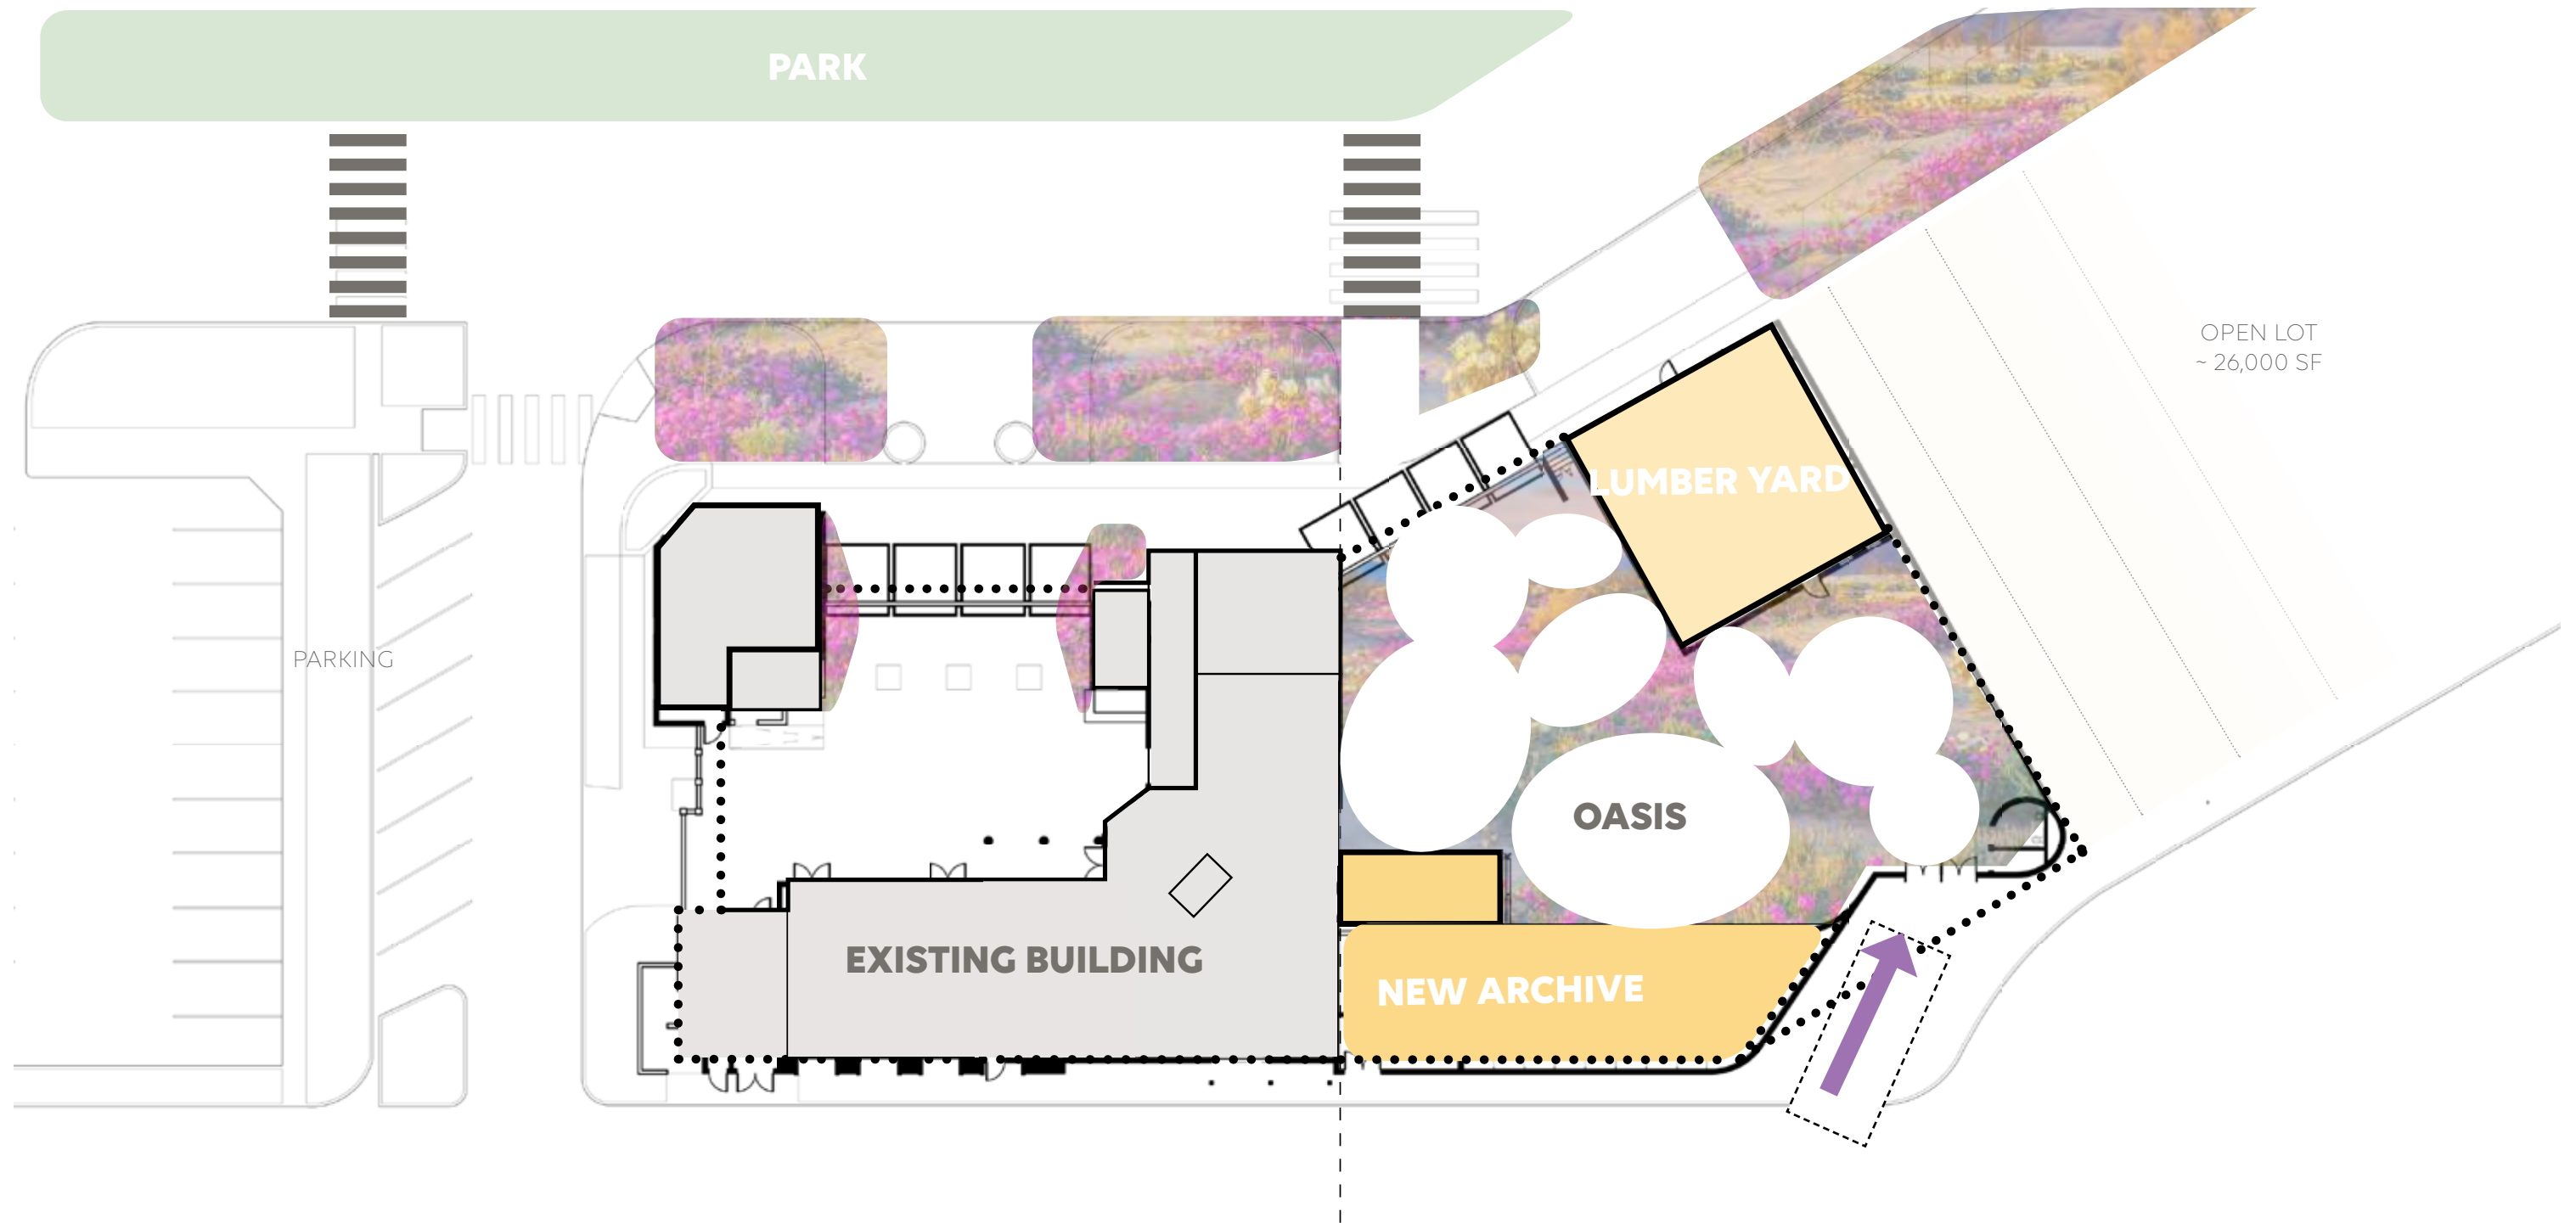 PARK
OPEN LOT
~ 26,000 SF
LUMBER YARD
PARKING
OASIS
EXISTING BUILDING
NEW ARCHIVE